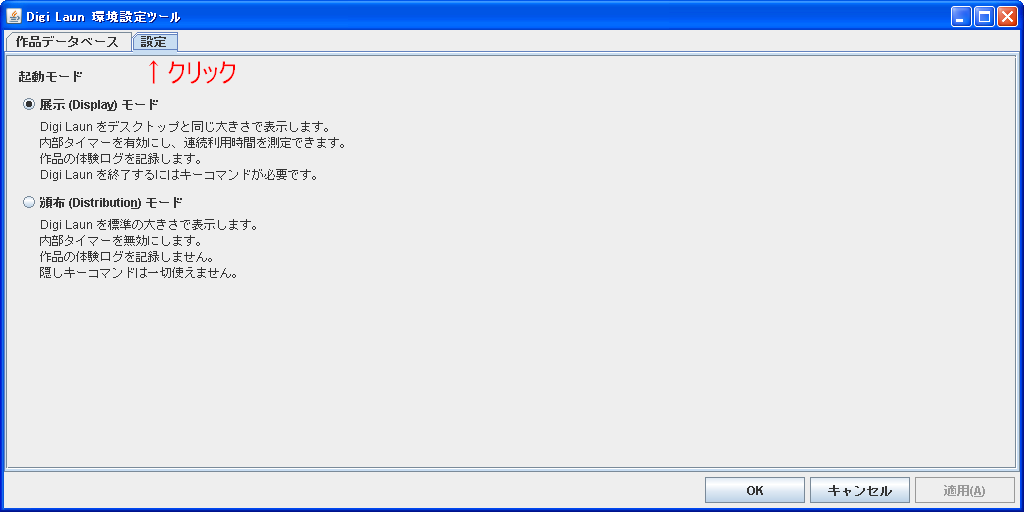 Digi Laun 環境設定ツール
作品データベース 設定
↑ クリック
起動モード
展示 (Display) モード
Digi Laun をデスクトップと同じ大きさで表示します。
内部タイマーを有効にし、連続利用時間を測定できます。
作品の体験ログを記録します。
Digi Laun を終了するにはキーコマンドが必要です。
頒布 (Distribution) モード
Digi Laun を標準の大きさで表示します。
内部タイマーを無効にします。
作品の体験ログを記録しません。
隠しキーコマンドは一切使えません。
OK キャンセル 適用(A)